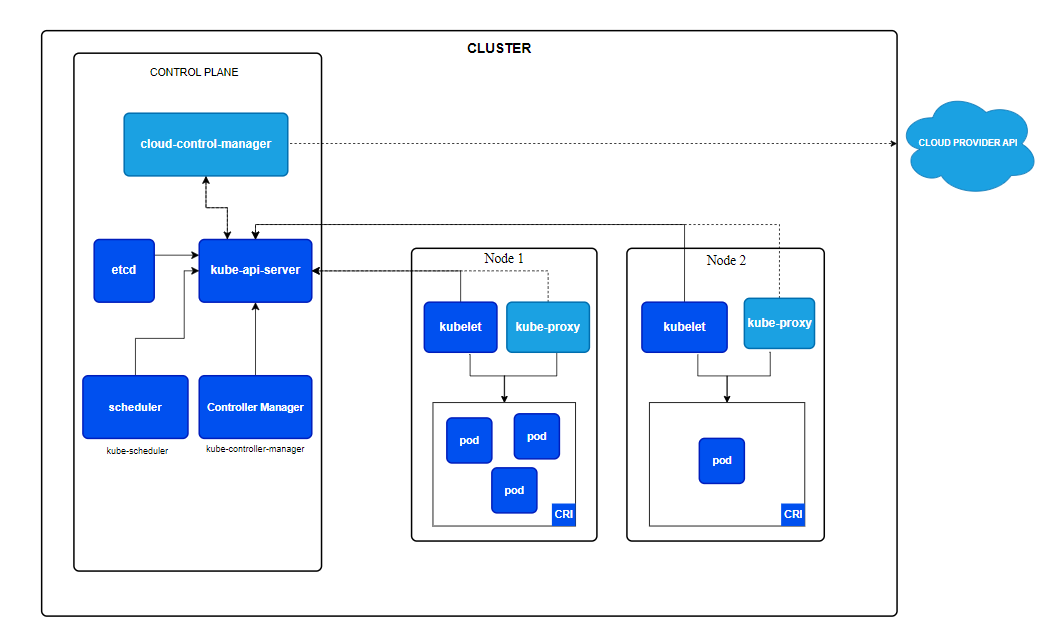 CLUSTER
CONTROL PLANE
cloud-control-manager
CLOUD PROVIDER API
etcd
kube-api-server
scheduler
kube-scheduler
Controller Manager
kube-controller-manager
Node 1
kubelet
kube-proxy
pod
pod
pod
CRI
Node 2
kubelet
kube-proxy
pod
CRI